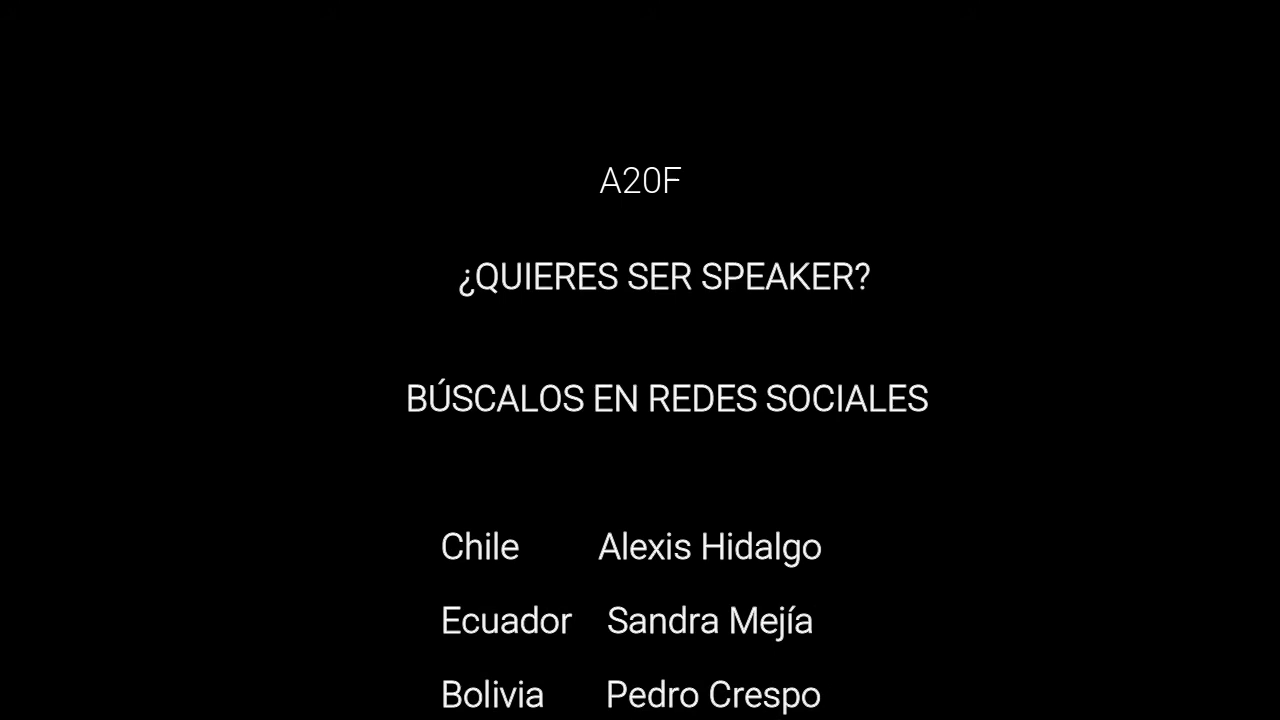 A20F
¿QUIERES SER SPEAKER?
BÚSCALOS EN REDES SOCIALES
Chile Alexis Hidalgo
Ecuador Sandra Mejía
Bolivia Pedro Crespo